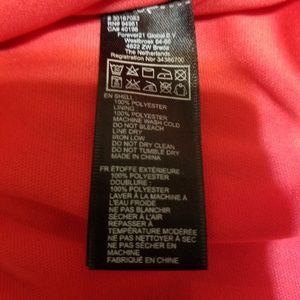 # 30187083
RN# 94861
CA# 40196
Forever21 Global B.V.
Westbroek 64-66
4822 ZW Breda
The Netherlands
Registration Nbr 34366700
EN SHELL
100% POLYESTER
LINING
100% POLYESTER
MACHINE WASH COLD
DO NOT BLEACH
LINE DRY
IRON LOW
DO NOT DRY CLEAN
DO NOT TUMBLE DRY
MADE IN CHINA
FR ÉTOFFE EXTÉRIEURE
100% POLYESTER
DOUBLURE :
100% POLYESTER
LAVER À LA MACHINE À
L'EAU FROIDE
NE PAS BLANCHIR
SÉCHER À L'AIR
REPASSER À
TEMPÉRATURE MODÉRÉE
NE PAS NETTOYER À SEC
NE PAS SÉCHER EN
MACHINE
FABRIQUÉ EN CHINE